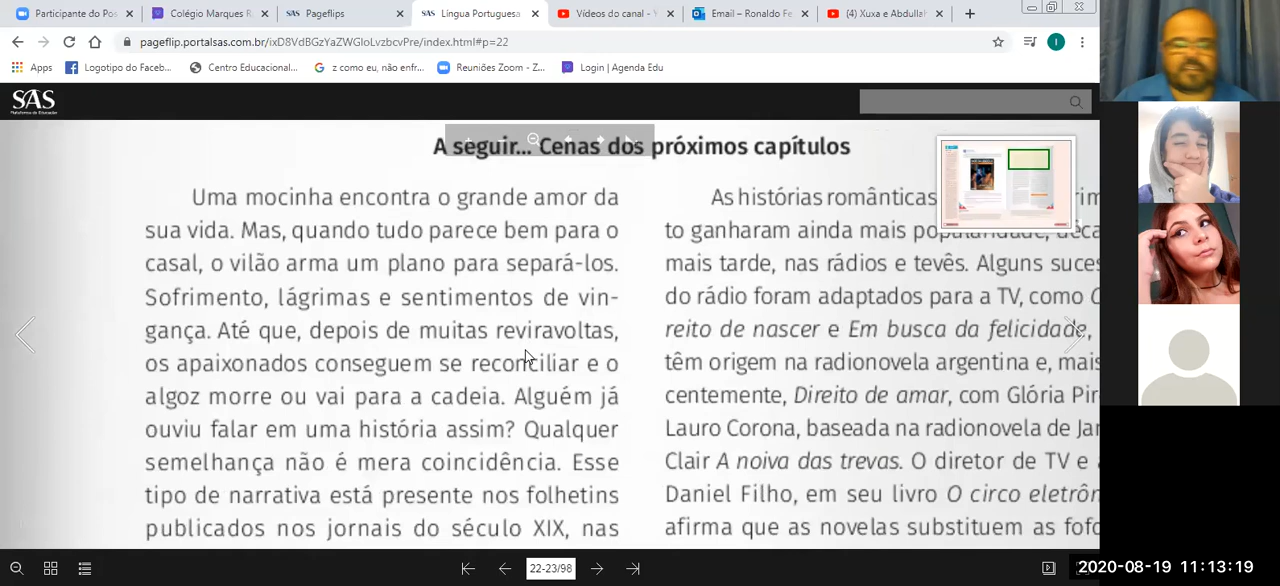 Participante do Pos
Colégio Marques R
Pageflips
Língua Portuguesa
Vídeos do canal - Y
Email – Ronaldo Fe
(4) Xuxa e Abdulla
pageflip.portalsas.com.br/ixD8VdBGzYaZWGloLvzbcvPre/index.html#p=22
I
Apps
Logotipo do Faceb...
Centro Educacional...
z como eu, não enfr...
Reuniões Zoom - Z...
Login | Agenda Edu
SAS
Plataforma de Educação
A seguir... Cenas dos próximos capítulos
Uma mocinha encontra o grande amor da
sua vida. Mas, quando tudo parece bem para o
casal, o vilão arma um plano para separá-los.
Sofrimento, lágrimas e sentimentos de vin-
gança. Até que, depois de muitas reviravoltas,
os apaixonados conseguem se reconciliar e o
algoz morre ou vai para a cadeia. Alguém já
ouviu falar em uma história assim? Qualquer
semelhança não é mera coincidência. Esse
tipo de narrativa está presente nos folhetins
publicados nos jornais do século XIX, nas
As histórias românticas
to ganharam ainda mais popularidade, déca
mais tarde, nas rádios e tevês. Alguns suces
do rádio foram adaptados para a TV, como
reito de nascer e Em busca da felicidade,
têm origem na radionovela argentina e, mais
centemente, Direito de amar, com Glória Pir
Lauro Corona, baseada na radionovela de Jan
Clair A noiva das trevas. O diretor de TV e
Daniel Filho, em seu livro O circo eletrôn
afirma que as novelas substituem as fofo
22-23/98
2020-08-19 11:13:19